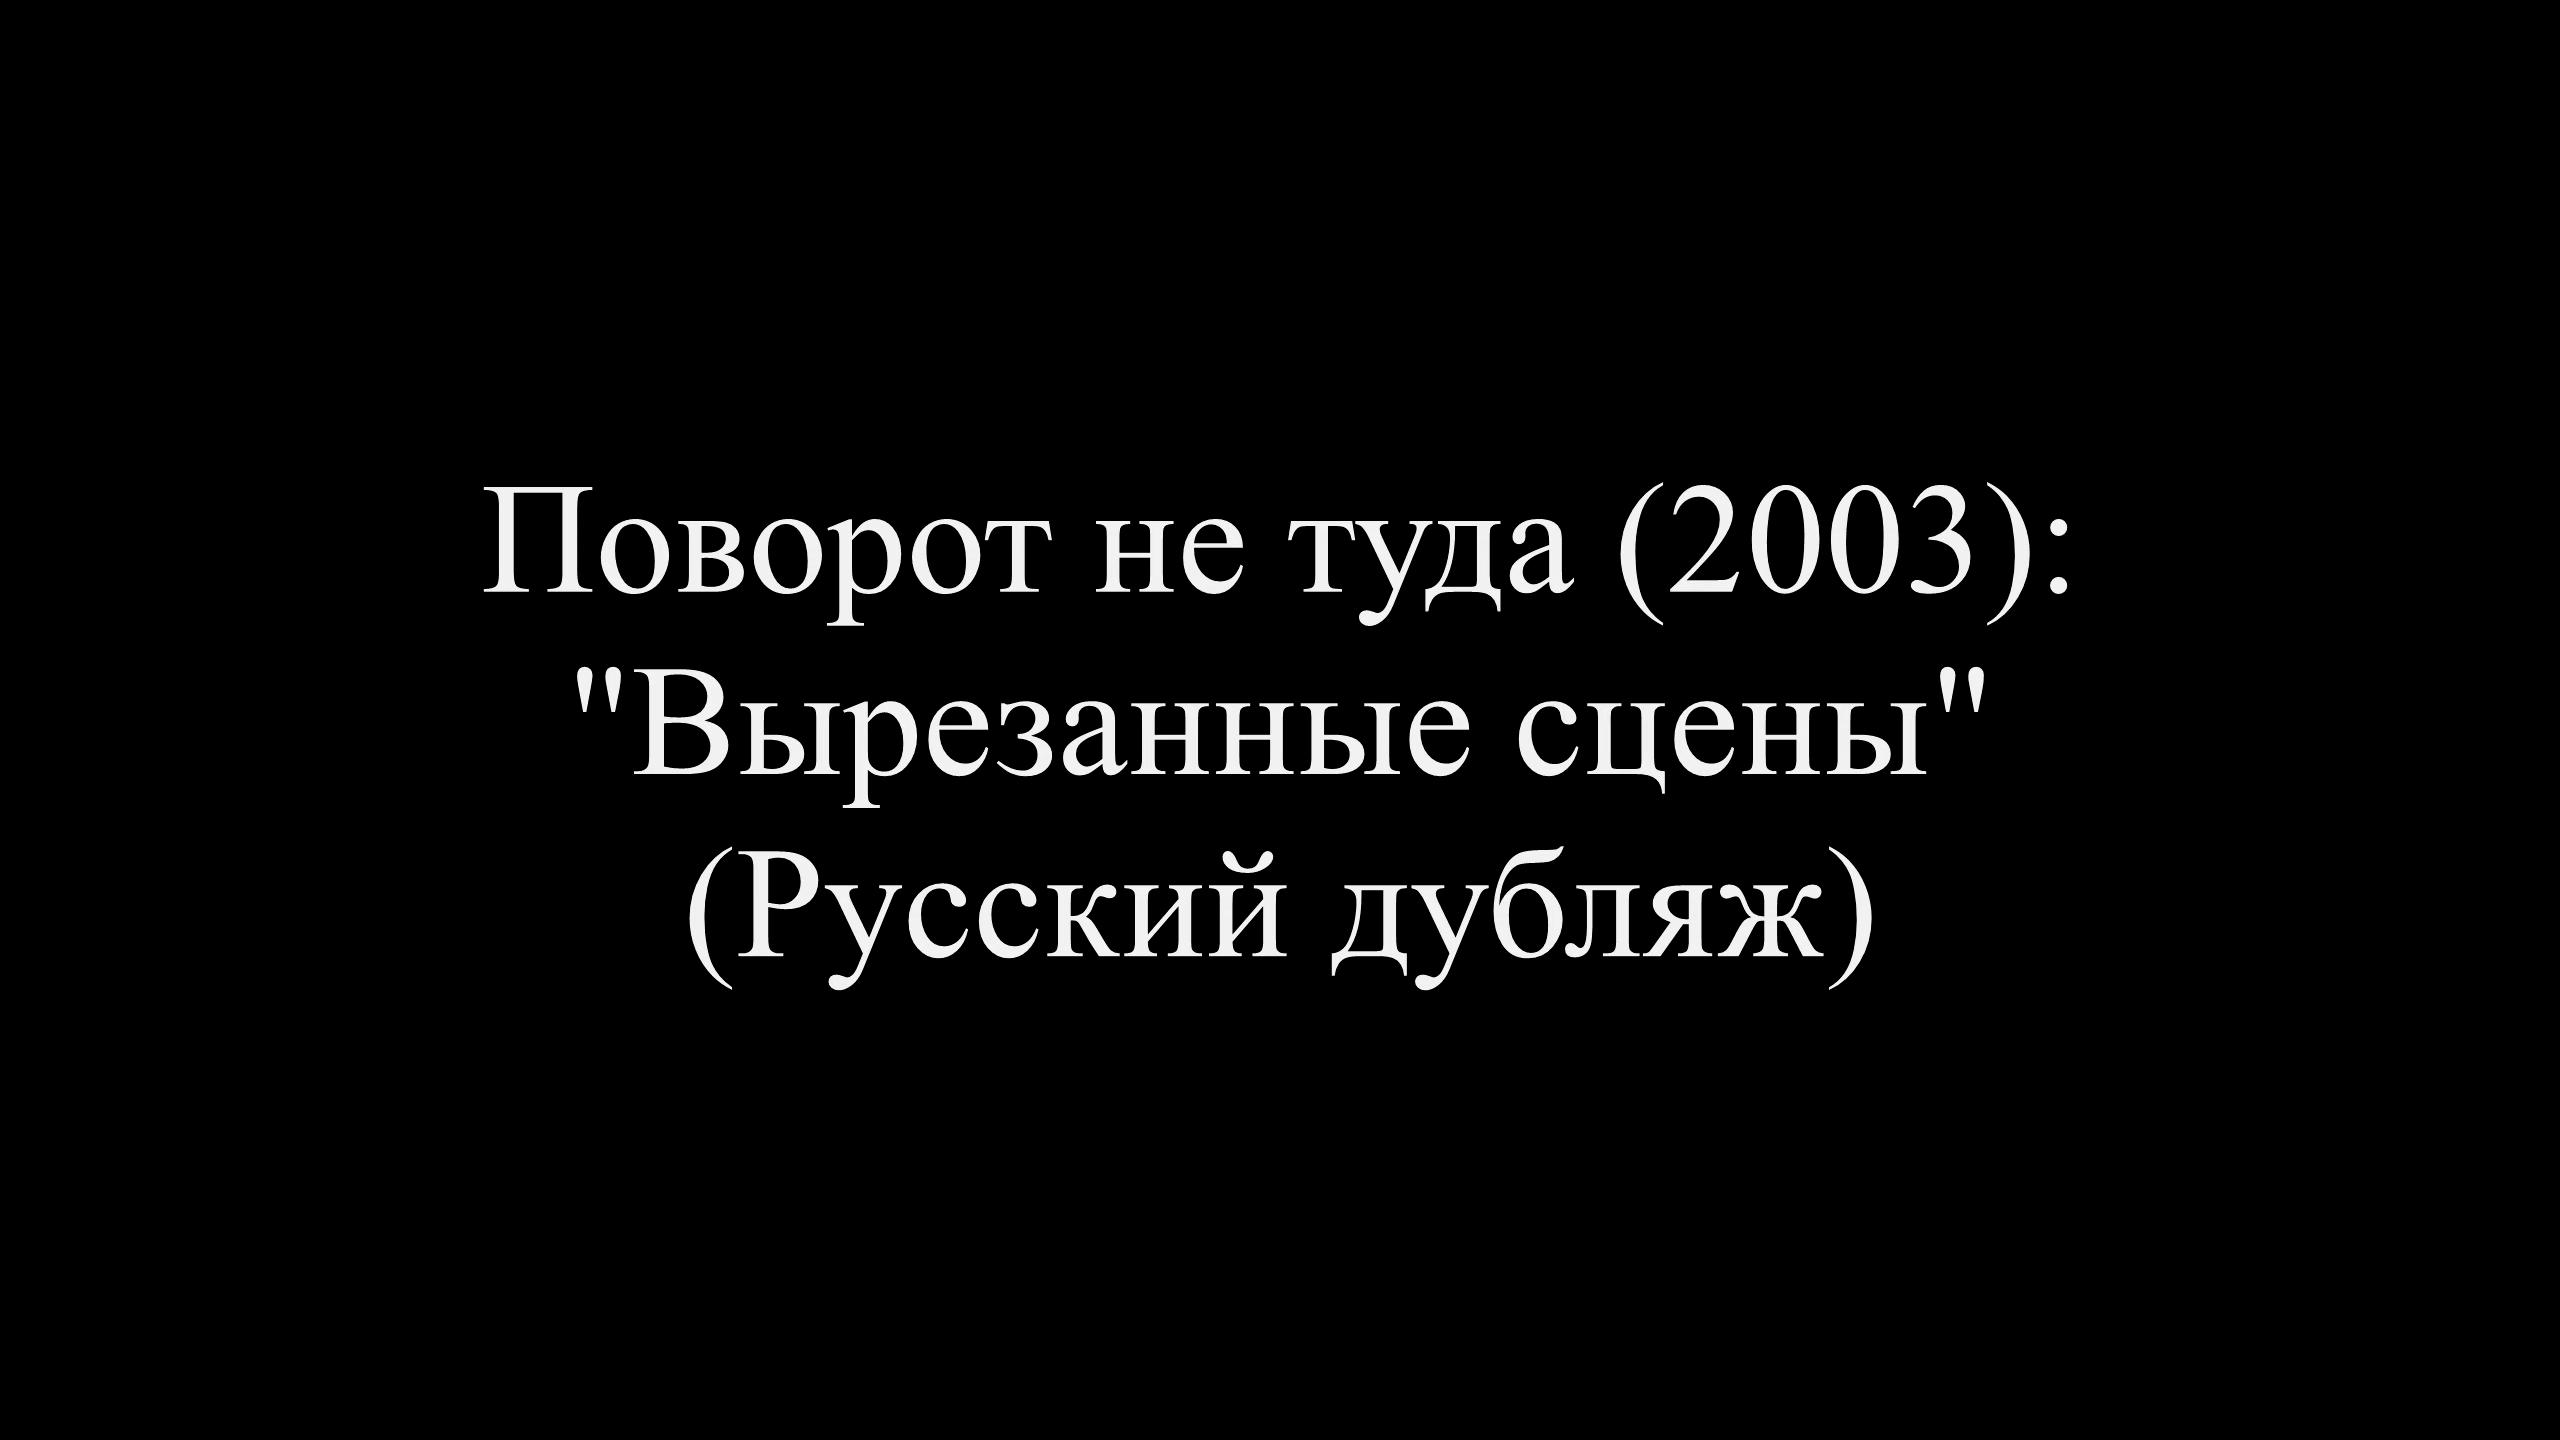 Поворот не туда (2003):
"Вырезанные сцены"
(Русский дубляж)